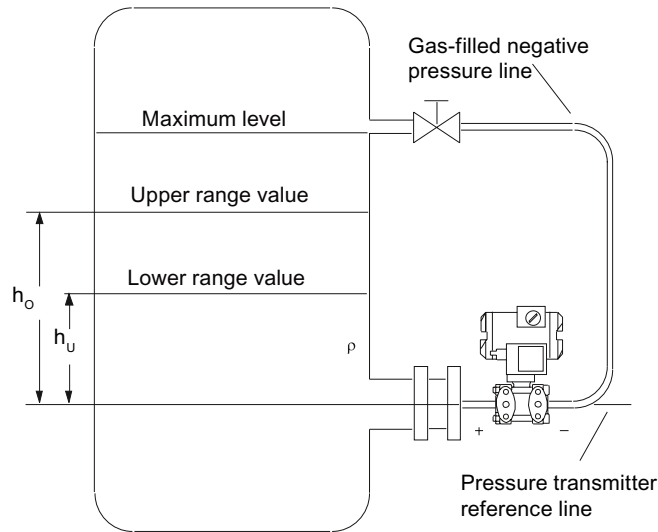 Gas-filled negative
pressure line
Maximum level
Upper range value
Lower range value
hO
hU
ρ
+ −
Pressure transmitter
reference line